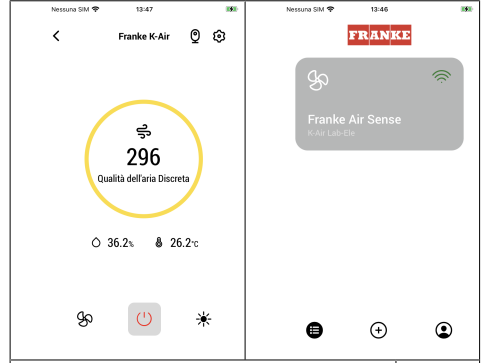 Nessuna SIM 13:47
Franke K-Air
296
Qualità dell'aria Discreta
36.2% 26.2°C
Nessuna SIM 13:46
FRANKE
Franke Air Sense
K-Air Lab-Ele